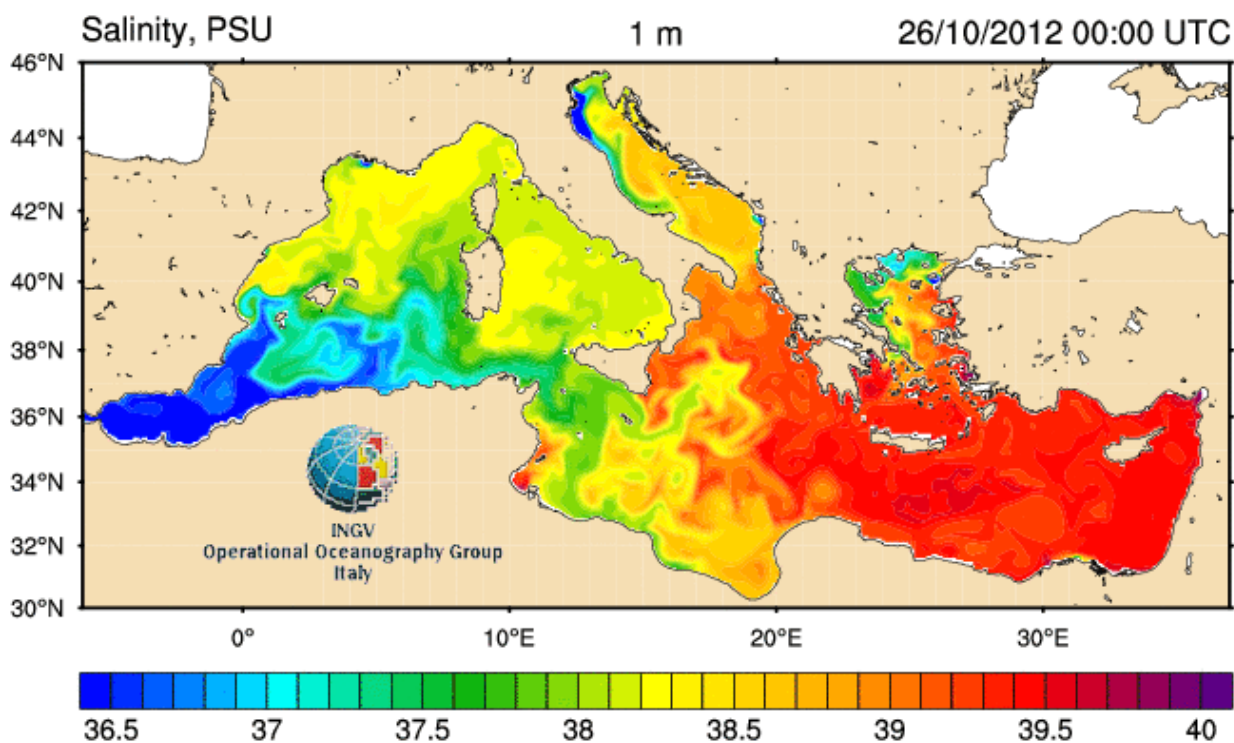 Salinity, PSU 1 m 26/10/2012 00:00 UTC
46°N
44°N
42°N
40°N
38°N
36°N
34°N
32°N
30°N
INGV
Operational Oceanography Group
Italy
0° 10°E 20°E 30°E
36.5 37 37.5 38 38.5 39 39.5 40